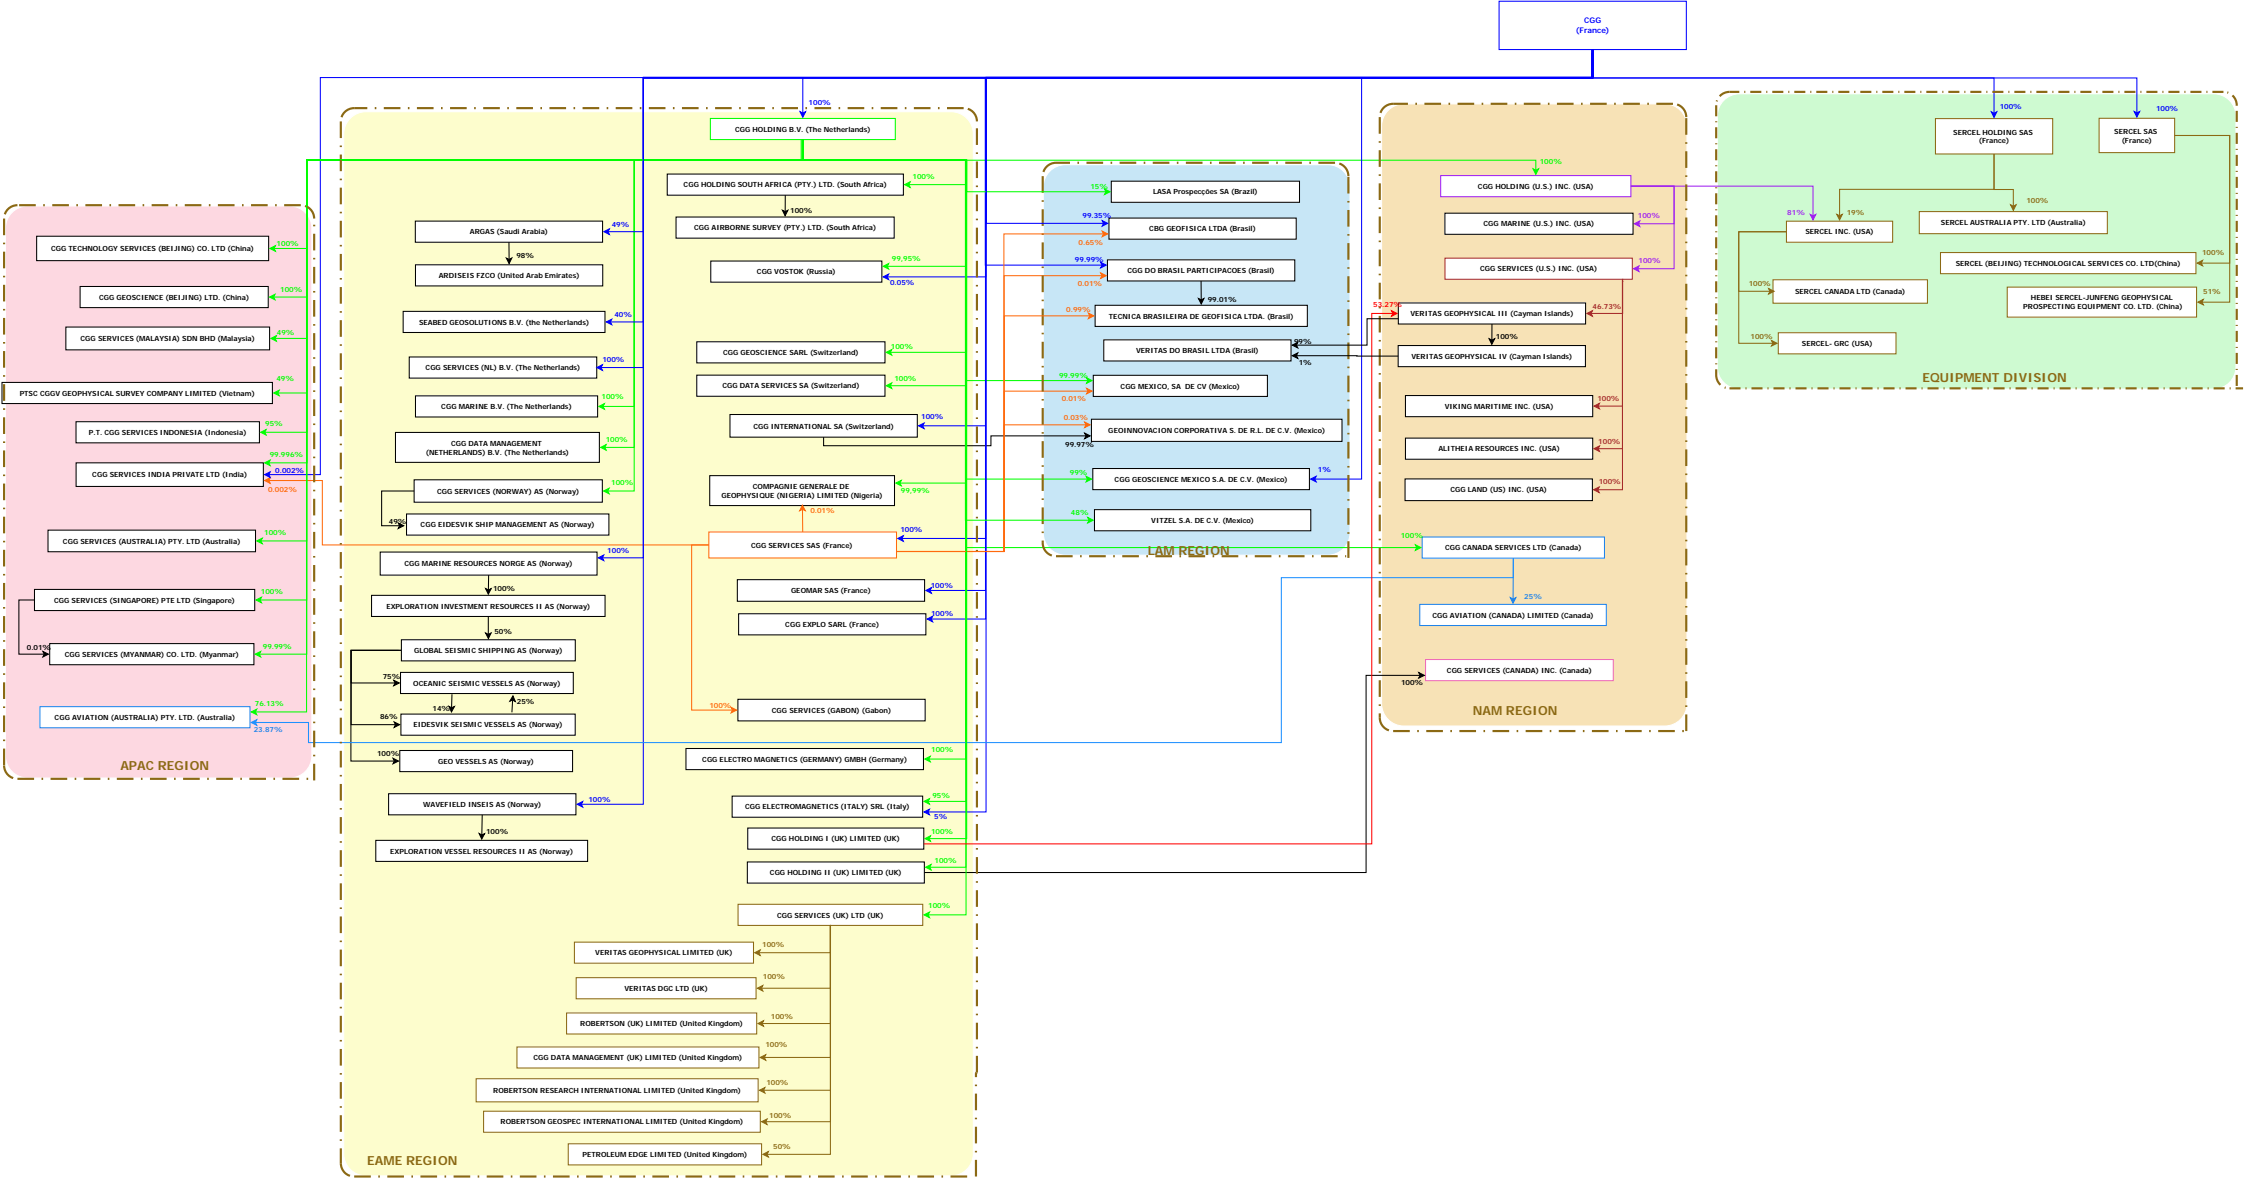 CGG
(France)
100%
CGG HOLDING B.V. (The Netherlands)
100%
SERCEL HOLDING SAS
(France)
100%
SERCEL SAS
(France)
81%
19%
SERCEL INC. (USA)
100%
SERCEL AUSTRALIA PTY. LTD (Australia)
SERCEL (BEIJING) TECHNOLOGICAL SERVICES CO. LTD(China)
100%
100%
SERCEL CANADA LTD (Canada)
HEBEI SERCEL-JUNFENG GEOPHYSICAL
PROSPECTING EQUIPMENT CO. LTD. (China)
51%
100%
SERCEL- GRC (USA)
EQUIPMENT DIVISION
CGG TECHNOLOGY SERVICES (BEIJING) CO. LTD (China)
100%
CGG GEOSCIENCE (BEIJING) LTD. (China)
100%
CGG SERVICES (MALAYSIA) SDN BHD (Malaysia)
49%
PTSC CGGV GEOPHYSICAL SURVEY COMPANY LIMITED (Vietnam)
49%
P.T. CGG SERVICES INDONESIA (Indonesia)
95%
CGG SERVICES INDIA PRIVATE LTD (India)
99.996%
0.002%
0.002%
CGG SERVICES (AUSTRALIA) PTY. LTD (Australia)
100%
CGG SERVICES (SINGAPORE) PTE LTD (Singapore)
100%
0.01%
CGG SERVICES (MYANMAR) CO. LTD. (Myanmar)
99.99%
CGG AVIATION (AUSTRALIA) PTY. LTD. (Australia)
76.13%
23.87%
APAC REGION
ARGAS (Saudi Arabia)
49%
98%
ARDISEIS FZCO (United Arab Emirates)
SEABED GEOSOLUTIONS B.V. (the Netherlands)
40%
CGG SERVICES (NL) B.V. (The Netherlands)
100%
CGG MARINE B.V. (The Netherlands)
100%
CGG DATA MANAGEMENT
(NETHERLANDS) B.V. (The Netherlands)
100%
CGG SERVICES (NORWAY) AS (Norway)
100%
49%
CGG EIDESVIK SHIP MANAGEMENT AS (Norway)
CGG MARINE RESOURCES NORGE AS (Norway)
100%
100%
EXPLORATION INVESTMENT RESOURCES II AS (Norway)
50%
GLOBAL SEISMIC SHIPPING AS (Norway)
75%
OCEANIC SEISMIC VESSELS AS (Norway)
14%
25%
86%
EIDESVIK SEISMIC VESSELS AS (Norway)
100%
GEO VESSELS AS (Norway)
WAVEFIELD INSEIS AS (Norway)
100%
100%
EXPLORATION VESSEL RESOURCES II AS (Norway)
CGG HOLDING SOUTH AFRICA (PTY.) LTD. (South Africa)
100%
100%
CGG AIRBORNE SURVEY (PTY.) LTD. (South Africa)
CGG VOSTOK (Russia)
99.95%
0.05%
CGG GEOSCIENCE SARL (Switzerland)
100%
CGG DATA SERVICES SA (Switzerland)
100%
CGG INTERNATIONAL SA (Switzerland)
100%
COMPAGNIE GENERALE DE
GEOPHYSIQUE (NIGERIA) LIMITED (Nigeria)
99,99%
0.01%
CGG SERVICES SAS (France)
100%
GEOMAR SAS (France)
100%
CGG EXPLO SARL (France)
100%
100%
CGG SERVICES (GABON) (Gabon)
CGG ELECTRO MAGNETICS (GERMANY) GMBH (Germany)
100%
CGG ELECTROMAGNETICS (ITALY) SRL (Italy)
95%
5%
CGG HOLDING I (UK) LIMITED (UK)
100%
CGG HOLDING II (UK) LIMITED (UK)
100%
CGG SERVICES (UK) LTD (UK)
100%
VERITAS GEOPHYSICAL LIMITED (UK)
100%
VERITAS DGC LTD (UK)
100%
ROBERTSON (UK) LIMITED (United Kingdom)
100%
CGG DATA MANAGEMENT (UK) LIMITED (United Kingdom)
100%
ROBERTSON RESEARCH INTERNATIONAL LIMITED (United Kingdom)
100%
ROBERTSON GEOSPEC INTERNATIONAL LIMITED (United Kingdom)
100%
PETROLEUM EDGE LIMITED (United Kingdom)
50%
EAME REGION
15%
LASA Prospecções SA (Brazil)
99.35%
0.65%
CBG GEOFISICA LTDA (Brasil)
99.99%
0.01%
CGG DO BRASIL PARTICIPACOES (Brasil)
99.01%
0.99%
TECNICA BRASILEIRA DE GEOFISICA LTDA. (Brasil)
VERITAS DO BRASIL LTDA (Brasil)
99%
1%
99.99%
0.01%
CGG MEXICO, SA DE CV (Mexico)
0.03%
99.97%
GEOINNOVACION CORPORATIVA S. DE R.L. DE C.V. (Mexico)
99%
CGG GEOSCIENCE MEXICO S.A. DE C.V. (Mexico)
1%
48%
VITZEL S.A. DE C.V. (Mexico)
LAM REGION
100%
CGG HOLDING (U.S.) INC. (USA)
CGG MARINE (U.S.) INC. (USA)
100%
CGG SERVICES (U.S.) INC. (USA)
100%
53.27%
VERITAS GEOPHYSICAL III (Cayman Islands)
46.73%
100%
VERITAS GEOPHYSICAL IV (Cayman Islands)
VIKING MARITIME INC. (USA)
100%
ALITHEIA RESOURCES INC. (USA)
100%
CGG LAND (US) INC. (USA)
100%
100%
CGG CANADA SERVICES LTD (Canada)
25%
CGG AVIATION (CANADA) LIMITED (Canada)
CGG SERVICES (CANADA) INC. (Canada)
100%
NAM REGION